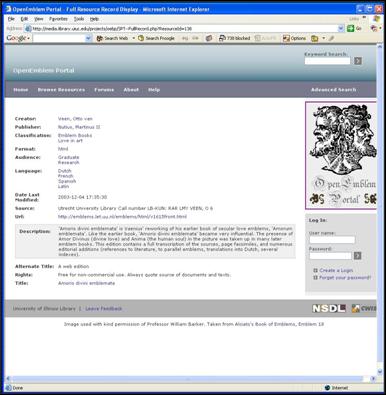 OpenEmblem Portal - Full Resource Record Display - Microsoft Internet Explorer
File Edit View Favorites Tools Help
Address http://media.library.uiuc.edu/projects/oebp/SPT--FullRecord.php?ResourceId=136
Google Search Web 738 blocked AutoFill Options
Keyword Search:
OpenEmblem Portal
Home Browse Resources Forums About Help Advanced Search
Creator: Veen, Otto van
Publisher: Nutius, Martinus II
Classification: Emblem Books
Love in art
Format: html
Audience: Graduate
Research
Language: Dutch
French
Spanish
Latin
Date Last
Modified: 2003-12-04 17:35:30
Source: Utrecht University Library Call number LB-KUN: RAR LMY VEEN, O 6
Url: http://emblems.let.uu.nl/emblems/html/v1615front.html
Description: 'Amoris divini emblemata' is Vaenius' reworking of his earlier book of secular love emblems, 'Amorum
emblemata'. Like the earlier book, 'Amoris divini emblemata' became very influential. The presence of
Amor Divinus (divine love) and Anima (the human soul) in the picture was taken up in many later
emblem books. This edition contains a full transcription of the sources, page facsimiles, and numerous
editorial additions (references to literature, to parallel emblems, translations into Dutch, several
indexes).
Alternate Title: A web edition
Rights: Free for non-commercial use. Always quote source of documents and texts.
Title: Amoris divini emblemata
Open Emblem
Portal
Log In:
User name:
Password:
Create a Login
Forgot your password?
University of Illinois Library | Leave Feedback
NSDL CWIS
Image used with kind permission of Professor William Barker. Taken from Alciato's Book of Emblems, Emblem 18
Done Internet